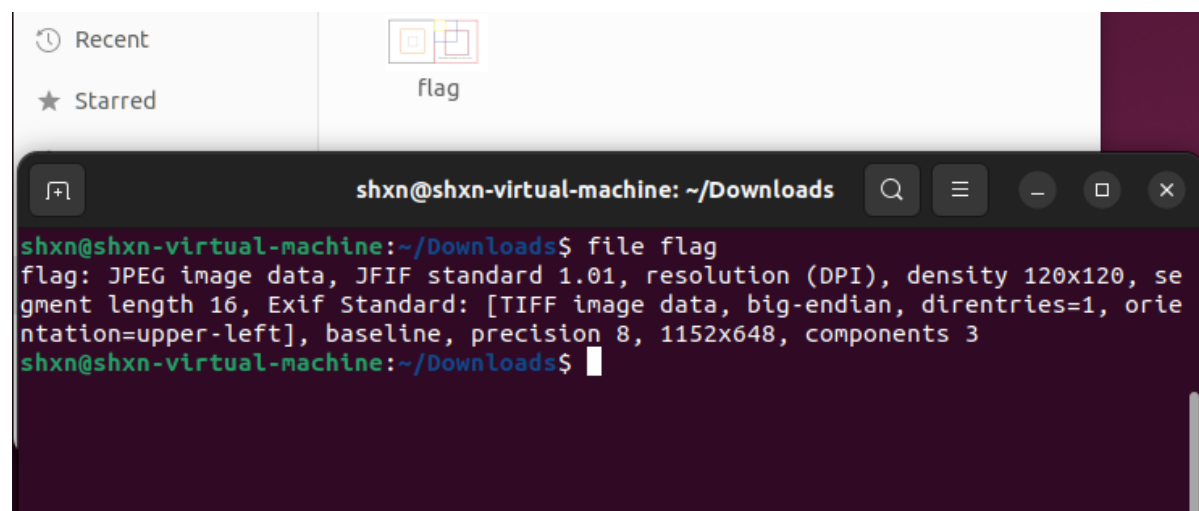 Recent
flag
Starred
shxn@shxn-virtual-machine: ~/Downloads
shxn@shxn-virtual-machine:~/Downloads$ file flag
flag: JPEG image data, JFIF standard 1.01, resolution (DPI), density 120x120, se
gment length 16, Exif Standard: [TIFF image data, big-endian, direntries=1, orie
ntation=upper-left], baseline, precision 8, 1152x648, components 3
shxn@shxn-virtual-machine:~/Downloads$